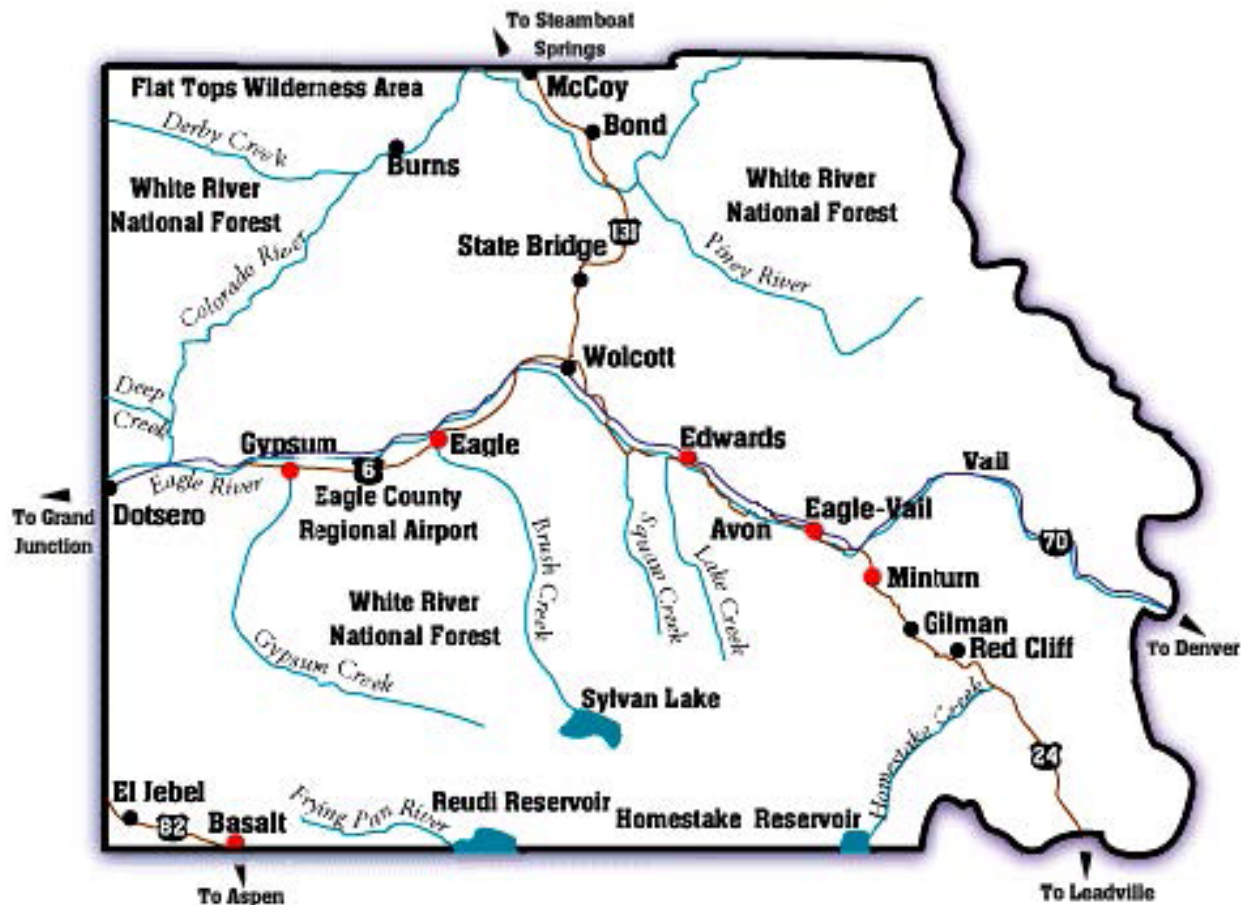 To Steamboat
Springs
Flat Tops Wilderness Area
McCoy
Bond
Derby Creek
Burns
White River
National Forest
White River
National Forest
131
State Bridge
Piney River
Colorado River
Wolcott
Deep
Creek
Gypsum
Eagle
Edwards
Vail
6
Eagle River
Eagle County
Regional Airport
Eagle-Vail
Avon
To Grand
Junction
Dotsero
70
Brush Creek
Squaw Creek
Lake Creek
Minturn
White River
National Forest
Gilman
Red Cliff
To Denver
Gypsum Creek
Sylvan Lake
Homestake Creek
24
El Jebel
82
Basalt
Frying Pan River
Reudi Reservoir
Homestake Reservoir
To Aspen
To Leadville